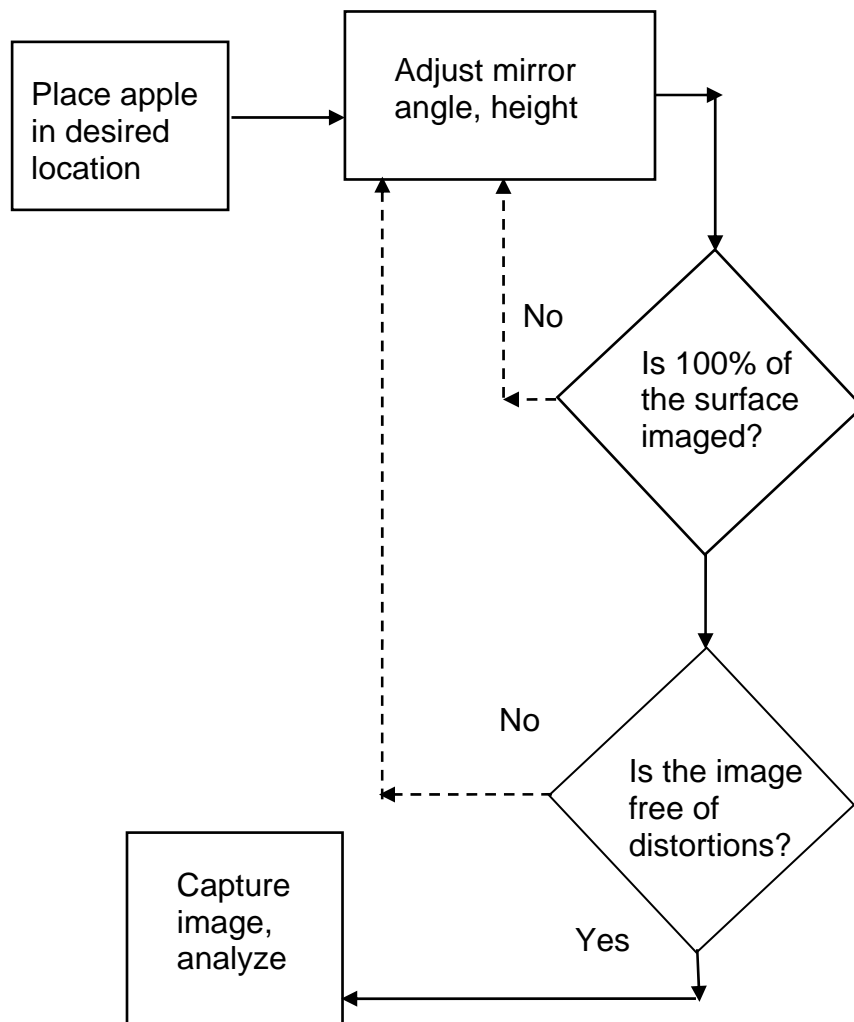 Place apple
in desired
location
Adjust mirror
angle, height
No
Is 100% of
the surface
imaged?
No
Is the image
free of
distortions?
Yes
Capture
image,
analyze